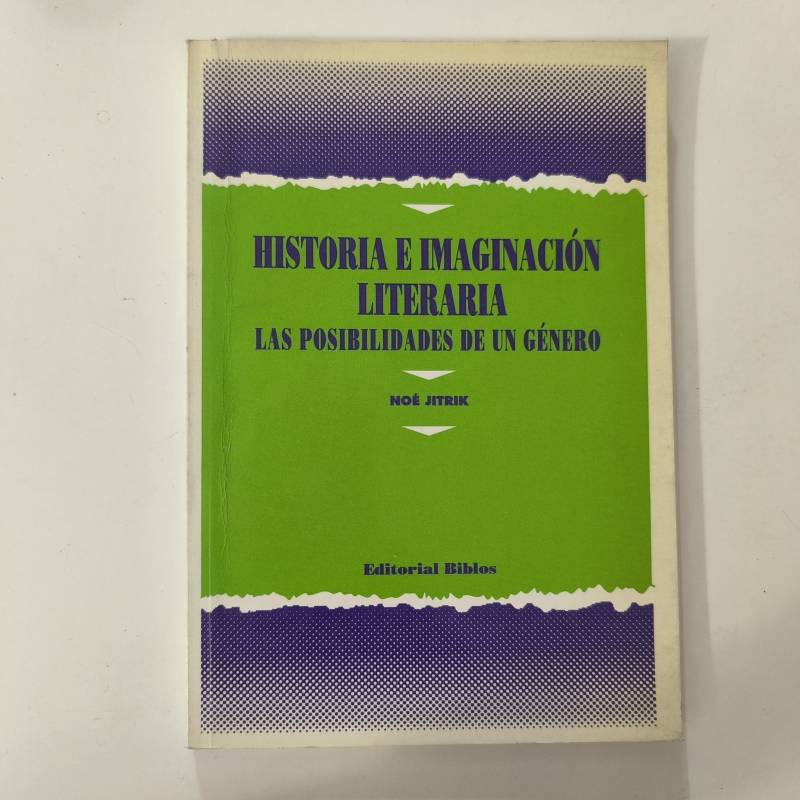 HISTORIA E IMAGINACIÓN
LITERARIA
LAS POSIBILIDADES DE UN GÉNERO
NOÉ JITRIK
Editorial Biblos